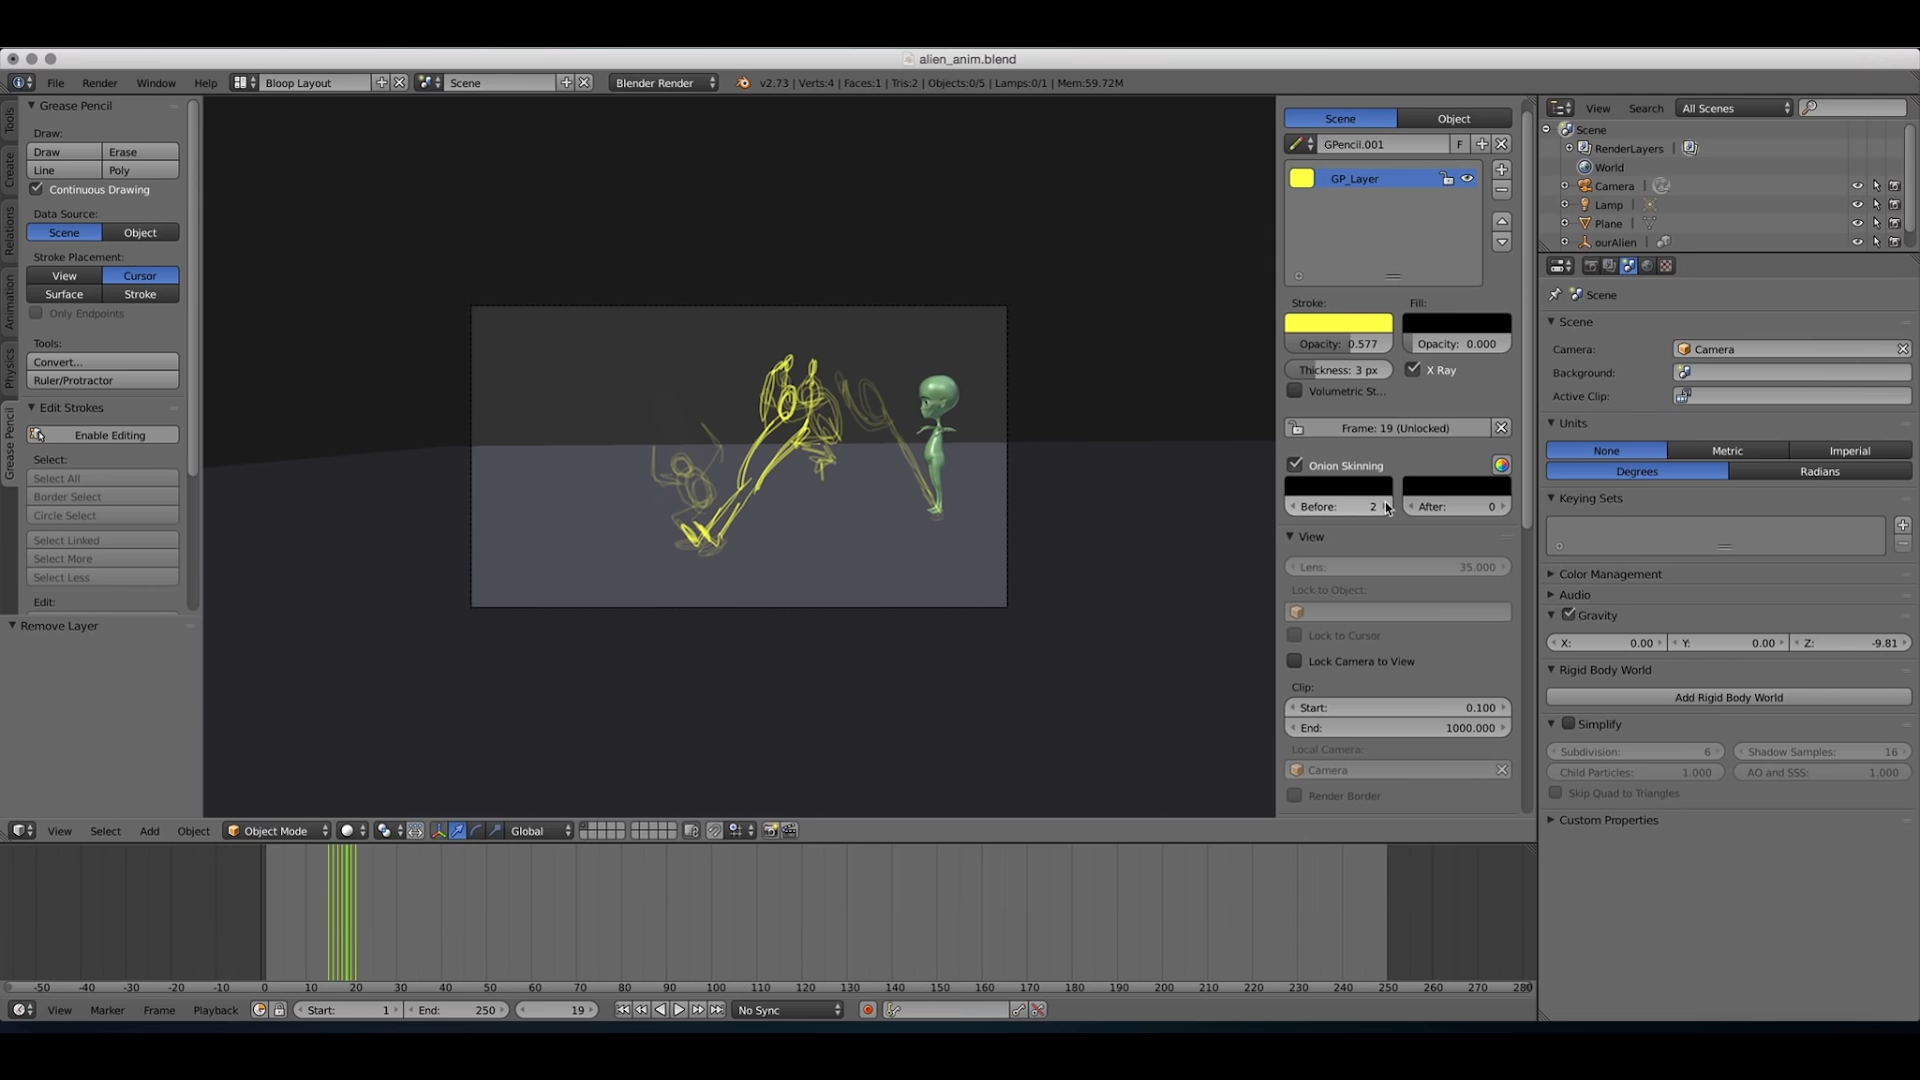 alien_anim.blend
File Render Window Help Bloop Layout Scene Blender Render v2.73 | Verts:4 | Faces:1 | Tris:2 | Objects:0/5 | Lamps:0/1 | Mem:59.72M
Tools
Create
Relations
Animation
Physics
Grease Pencil
Grease Pencil
Draw:
Draw Erase
Line Poly
Continuous Drawing
Data Source:
Scene Object
Stroke Placement:
View Cursor
Surface Stroke
Only Endpoints
Tools:
Convert...
Ruler/Protractor
Edit Strokes
Enable Editing
Select:
Select All
Border Select
Circle Select
Select Linked
Select More
Select Less
Edit:
Remove Layer
Scene Object
GPencil.001 F
GP_Layer
Stroke: Fill:
Opacity: 0.577 Opacity: 0.000
Thickness: 3 px X Ray
Volumetric St...
Frame: 19 (Unlocked)
Onion Skinning
Before: 2 After: 0
View
Lens: 35.000
Lock to Object:
Lock to Cursor
Lock Camera to View
Clip:
Start: 0.100
End: 1000.000
Local Camera:
Camera
Render Border
View Search All Scenes
Scene
RenderLayers
World
Camera
Lamp
Plane
ourAlien
Scene
Scene
Camera: Camera
Background:
Active Clip:
Units
None Metric Imperial
Degrees Radians
Keying Sets
Color Management
Audio
Gravity
X: 0.00 Y: 0.00 Z: -9.81
Rigid Body World
Add Rigid Body World
Simplify
Subdivision: 6 Shadow Samples: 16
Child Particles: 1.000 AO and SSS: 1.000
Skip Quad to Triangles
Custom Properties
View Select Add Object Object Mode Global
-50 -40 -30 -20 -10 0 10 20 30 40 50 60 70 80 90 100 110 120 130 140 150 160 170 180 190 200 210 220 230 240 250 260 270 280
View Marker Frame Playback Start: 1 End: 250 19 No Sync